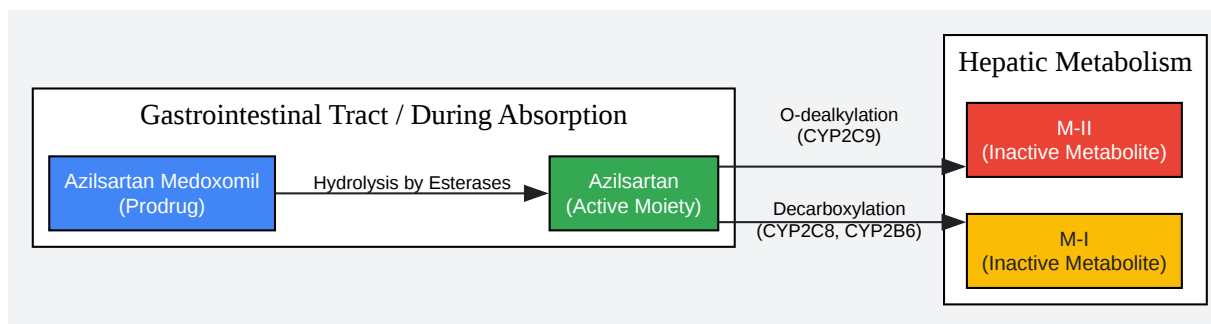 Gastrointestinal Tract / During Absorption
Azilsartan Medoxomil
(Prodrug)
Hydrolysis by Esterases
Azilsartan
(Active Moiety)
O-dealkylation
(CYP2C9)
Decarboxylation
(CYP2C8, CYP2B6)
Hepatic Metabolism
M-II
(Inactive Metabolite)
M-I
(Inactive Metabolite)